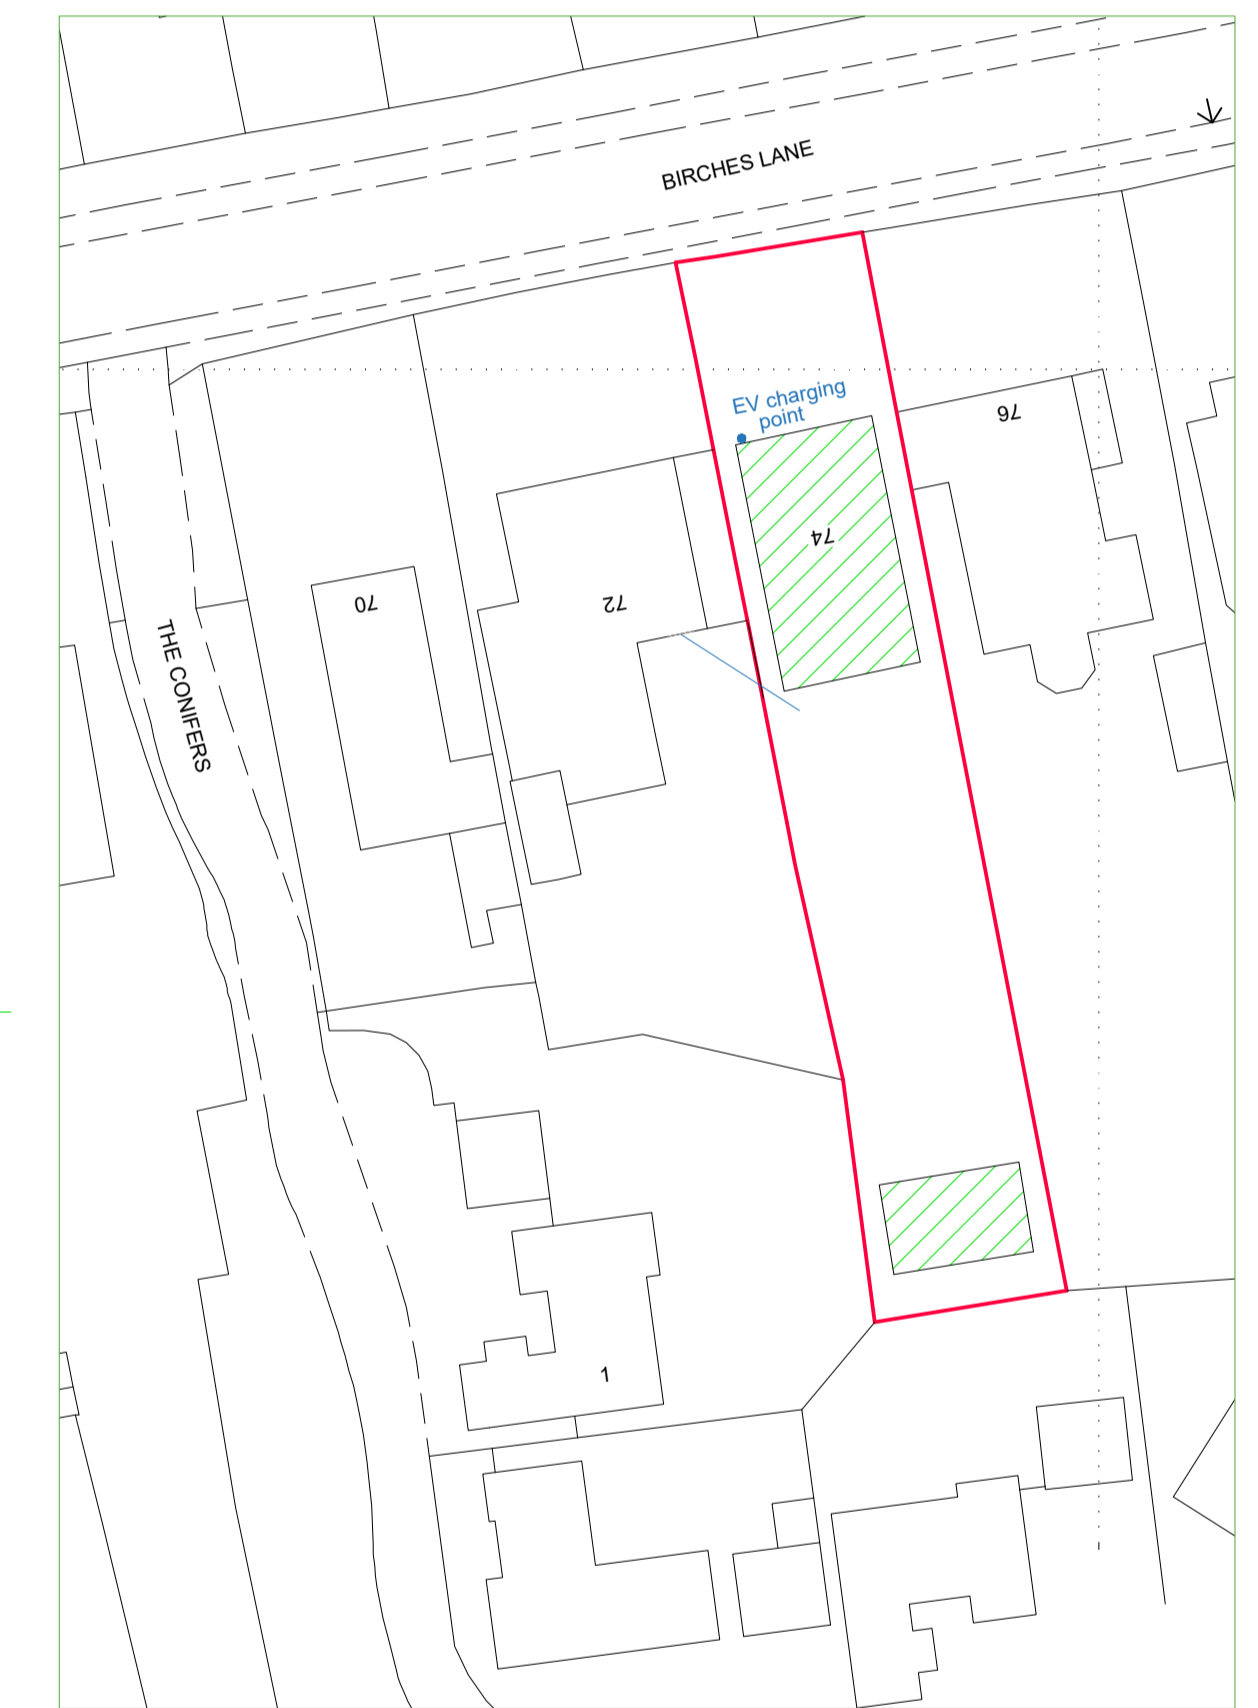 BIRCHES LANE
EV charging
point
76
74
72
70
THE CONIFERS
1